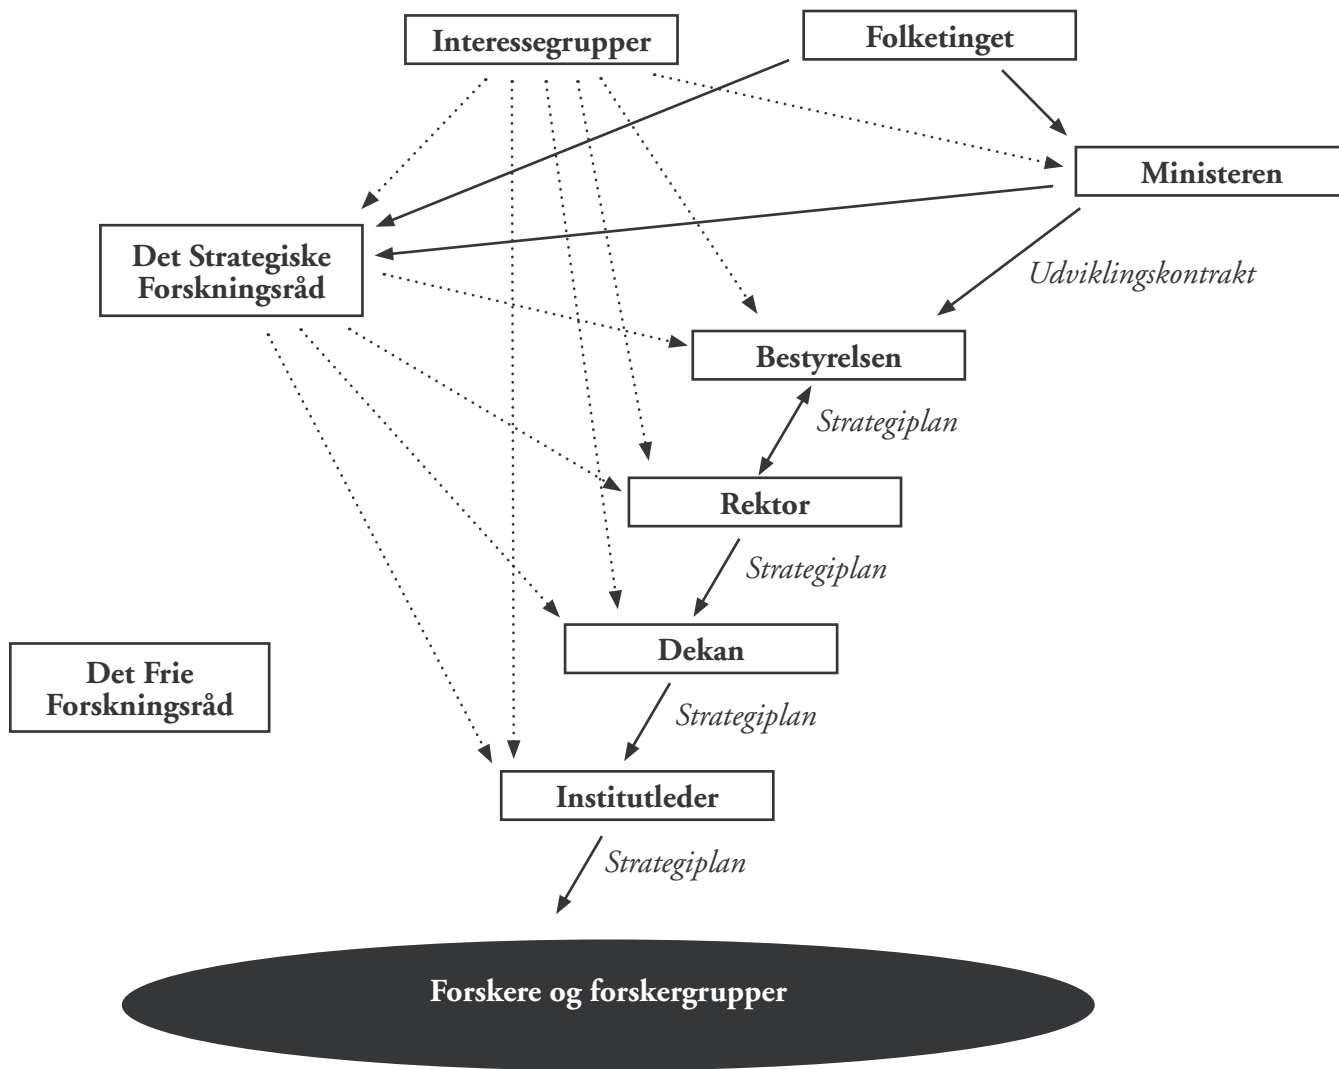 Interessegrupper
Folketinget
Ministeren
Det Strategiske
Forskningsråd
Udviklingskontrakt
Bestyrelsen
Strategiplan
Rektor
Strategiplan
Dekan
Det Frie
Forskningsråd
Strategiplan
Institutleder
Strategiplan
Forskere og forskergrupper